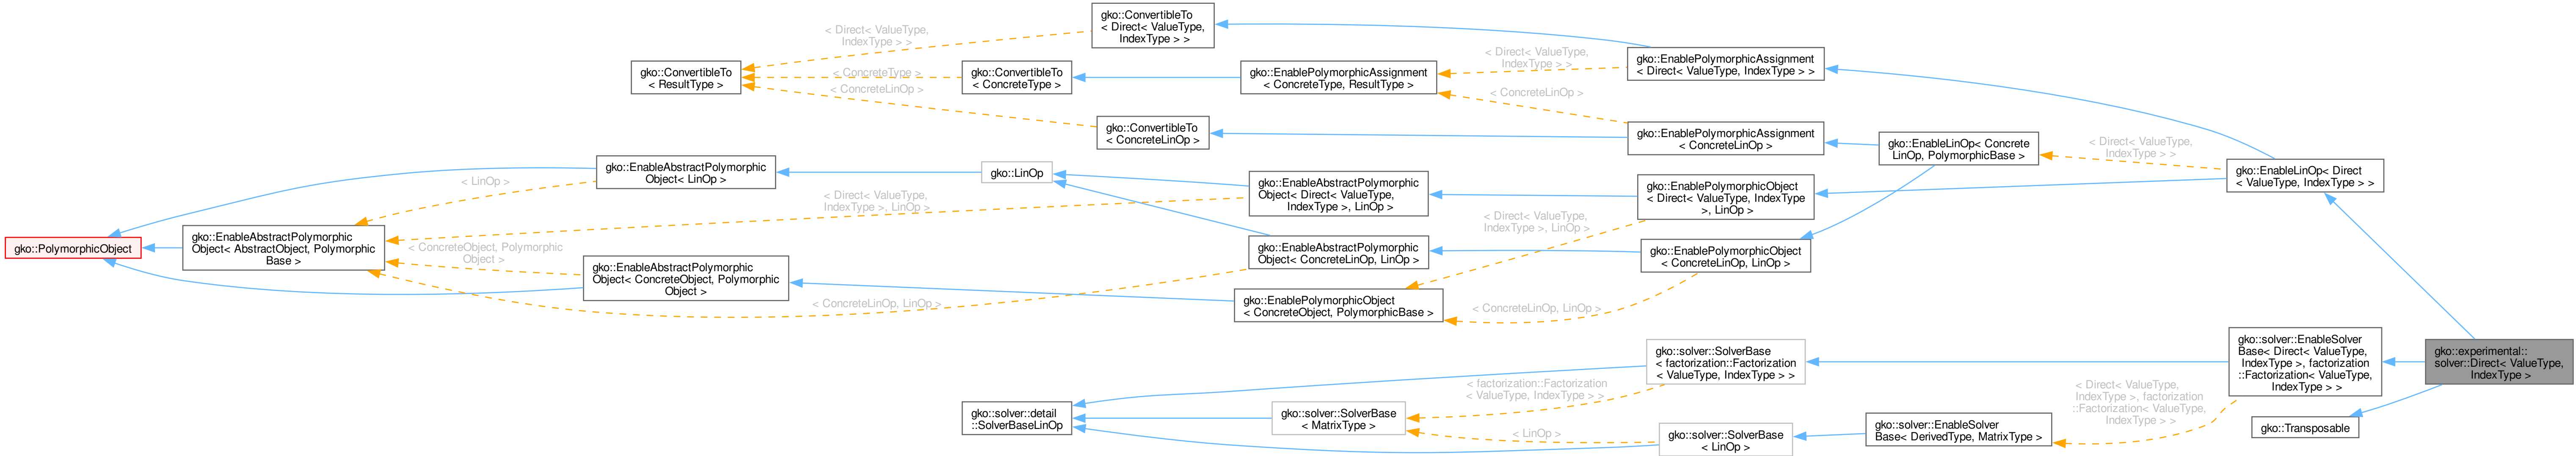 gko::PolymorphicObject
gko::EnableAbstractPolymorphic
Object< AbstractObject, Polymorphic
Base >
gko::EnableAbstractPolymorphic
Object< LinOp >
< LinOp >
gko::EnableAbstractPolymorphic
Object< ConcreteObject, Polymorphic
Object >
< ConcreteObject, Polymorphic
Object >
gko::ConvertibleTo
< ResultType >
< Direct< ValueType,
IndexType > >
< ConcreteType >
< ConcreteLinOp >
< Direct< ValueType,
IndexType >, LinOp >
< ConcreteLinOp, LinOp >
gko::ConvertibleTo
< Direct< ValueType,
IndexType > >
gko::ConvertibleTo
< ConcreteType >
gko::ConvertibleTo
< ConcreteLinOp >
gko::LinOp
gko::solver::detail
::SolverBaseLinOp
gko::EnablePolymorphicAssignment
< ConcreteType, ResultType >
gko::EnableAbstractPolymorphic
Object< Direct< ValueType,
IndexType >, LinOp >
gko::EnableAbstractPolymorphic
Object< ConcreteLinOp, LinOp >
gko::EnablePolymorphicObject
< ConcreteObject, PolymorphicBase >
gko::solver::SolverBase
< MatrixType >
< Direct< ValueType,
IndexType > >
< ConcreteLinOp >
< Direct< ValueType,
IndexType >, LinOp >
< ConcreteLinOp, LinOp >
< factorization::Factorization
< ValueType, IndexType > >
< LinOp >
gko::EnablePolymorphicAssignment
< Direct< ValueType, IndexType > >
gko::EnablePolymorphicAssignment
< ConcreteLinOp >
gko::EnablePolymorphicObject
< Direct< ValueType, IndexType
>, LinOp >
gko::EnablePolymorphicObject
< ConcreteLinOp, LinOp >
gko::solver::SolverBase
< factorization::Factorization
< ValueType, IndexType > >
gko::solver::SolverBase
< LinOp >
gko::EnableLinOp< Concrete
LinOp, PolymorphicBase >
gko::solver::EnableSolver
Base< DerivedType, MatrixType >
< Direct< ValueType,
IndexType > >
< Direct< ValueType,
IndexType >, factorization
::Factorization< ValueType,
IndexType > >
gko::EnableLinOp< Direct
< ValueType, IndexType > >
gko::solver::EnableSolver
Base< Direct< ValueType,
IndexType >, factorization
::Factorization< ValueType,
IndexType > >
gko::Transposable
gko::experimental::
solver::Direct< ValueType,
IndexType >